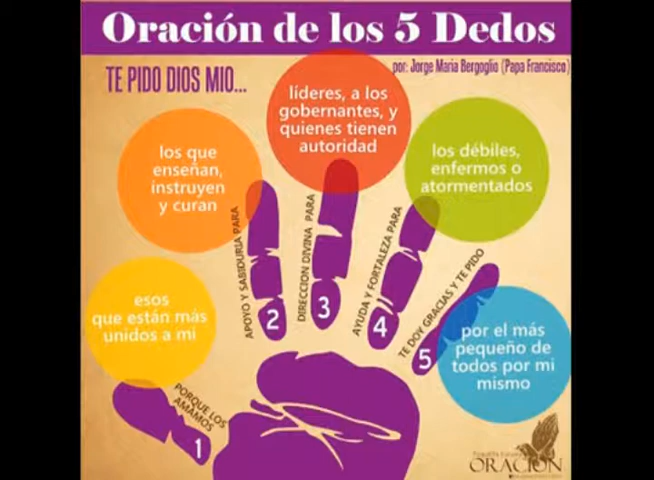 Oración de los 5 Dedos
por: Jorge Maria Bergoglio (Papa Francisco)
TE PIDO DIOS MIO...
esos
que están más
unidos a mi
PORQUE LOS
AMAMOS
1
los que
enseñan,
instruyen
y curan
APOYO Y SABIDURIA PARA
2
líderes, a los
gobernantes, y
quienes tienen
autoridad
DIRECCION DIVINA PARA
3
los débiles,
enfermos o
atormentados
AYUDA Y FORTALEZA PARA
4
TE DOY GRACIAS Y TE PIDO
5
por el más
pequeño de
todos por mi
mismo
ORACION